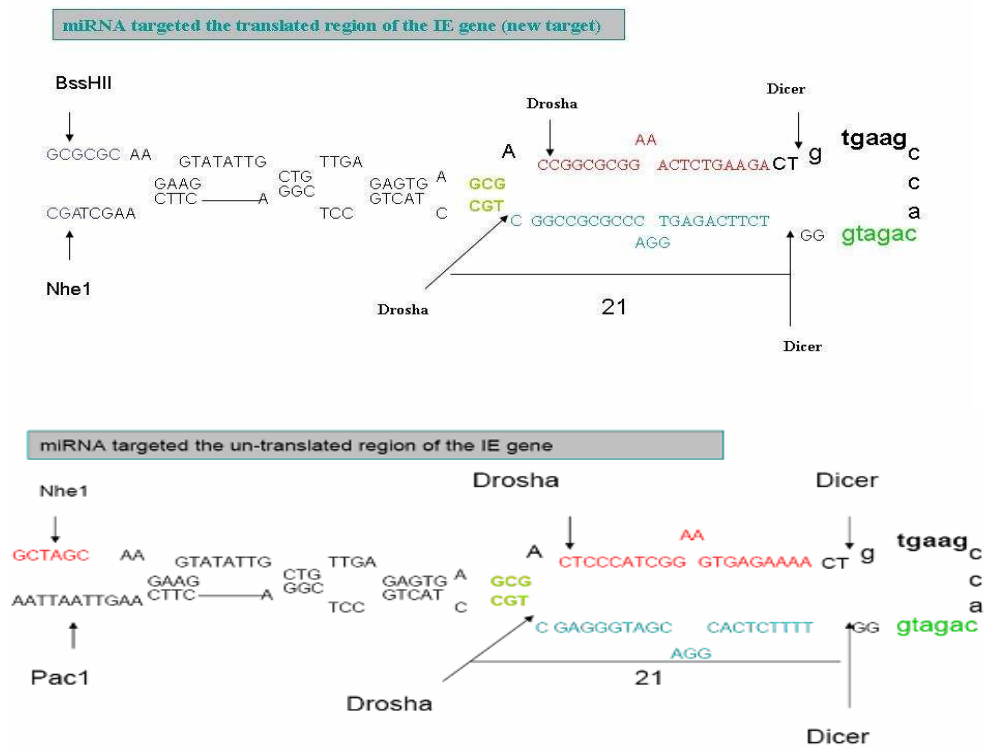 miRNA targeted the translated region of the IE gene (new target)
BssHII
Drosha
Dicer
GCGCGC AA GTATATTG TTGA A AA g tgaag c
GAAG CTG GAGTG A GCG CCGGCGCGG ACTCTGAAGA CT c
CTTC A GGC GTCAT CGT a
CGATCGAA TCC C C GGCCGCGCCC TGAGACTTCT GG gtagac
AGG
Nhe1
Drosha
21
Dicer
miRNA targeted the un-translated region of the IE gene
Drosha
Dicer
Nhe1
GCTAGC AA GTATATTG TTGA A AA g tgaag c
GAAG CTG GAGTG A GCG CTCCCATCGG GTGAGAAAA CT c
CTTC A GGC GTCAT CGT a
AATTAATTGAA TCC C C GAGGGTAGC CACTCTTTT GG gtagac
AGG
Pac1
Drosha
21
Dicer